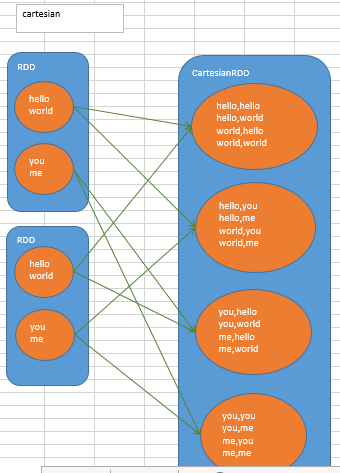 cartesian
RDD
hello
world
you
me
RDD
hello
world
you
me
CartesianRDD
hello,hello
hello,world
world,hello
world,world
hello,you
hello,me
world,you
world,me
you,hello
you,world
me,hello
me,world
you,you
you,me
me,you
me,me